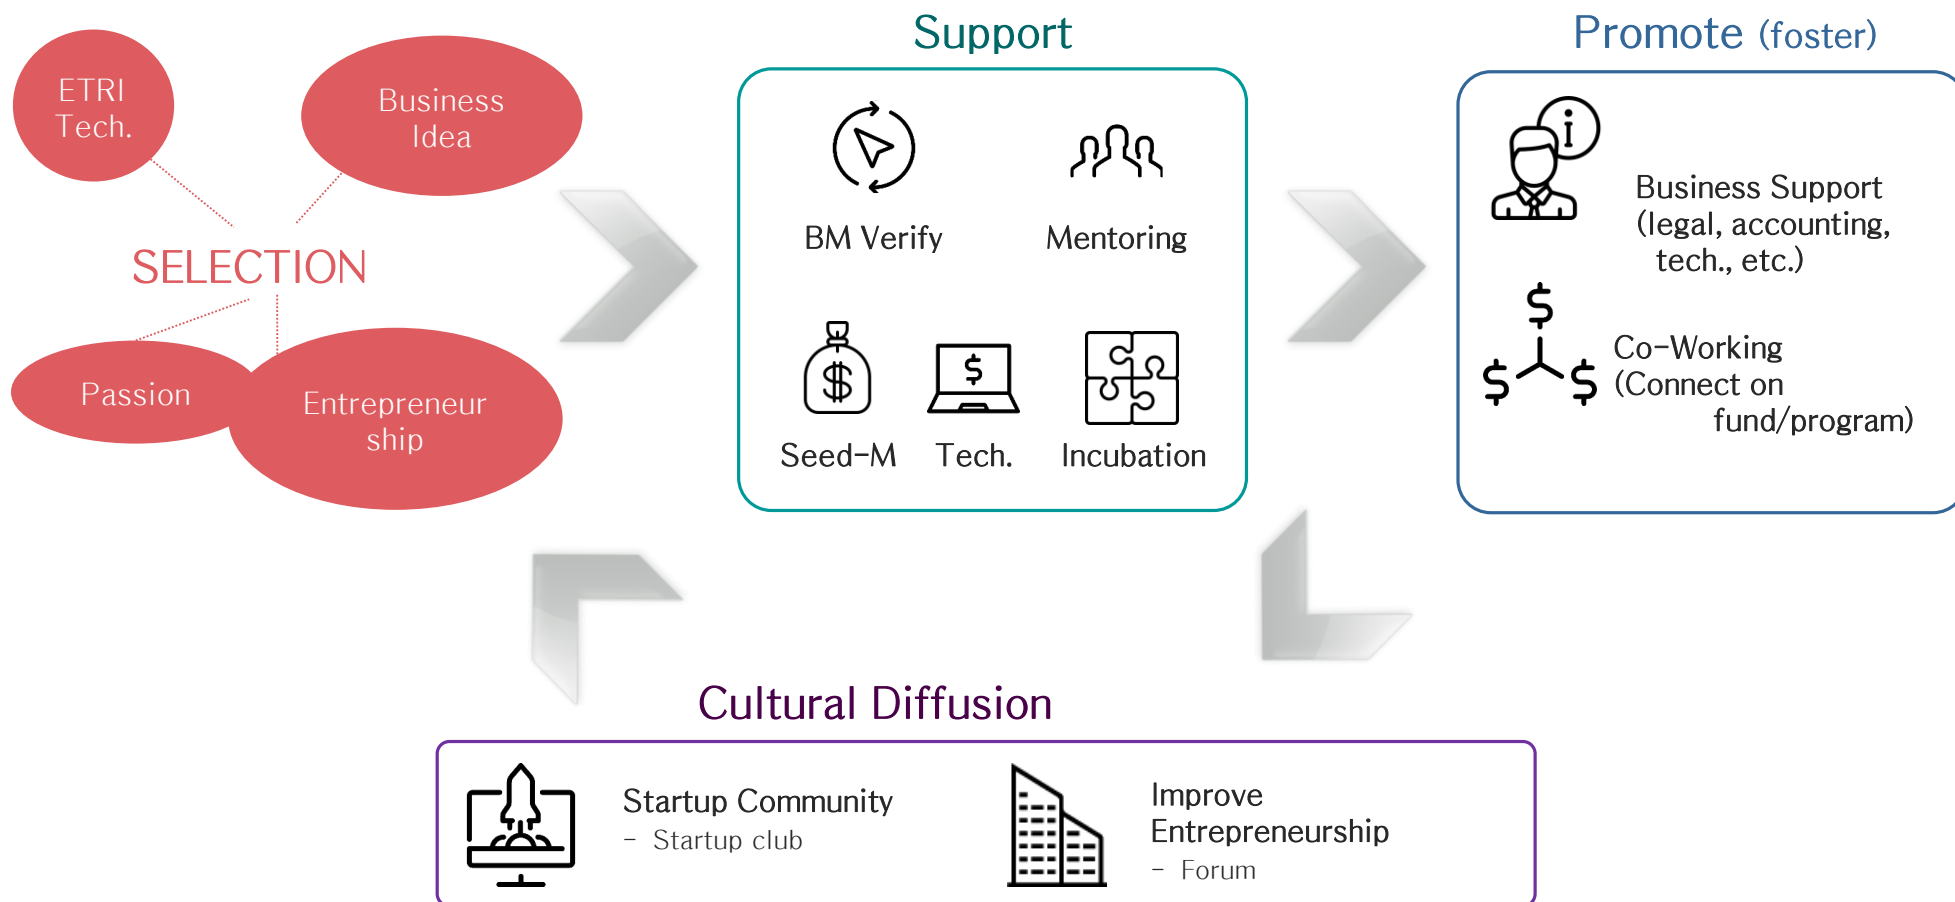 ETRI
Tech.
Business
Idea
SELECTION
Passion
Entrepreneur
ship
Support
BM Verify
Mentoring
$
Seed-M
$
Tech.
Incubation
Promote (foster)
i
Business Support
(legal, accounting,
tech., etc.)
$
$ $
Co-Working
(Connect on
fund/program)
Cultural Diffusion
Startup Community
- Startup club
Improve
Entrepreneurship
- Forum